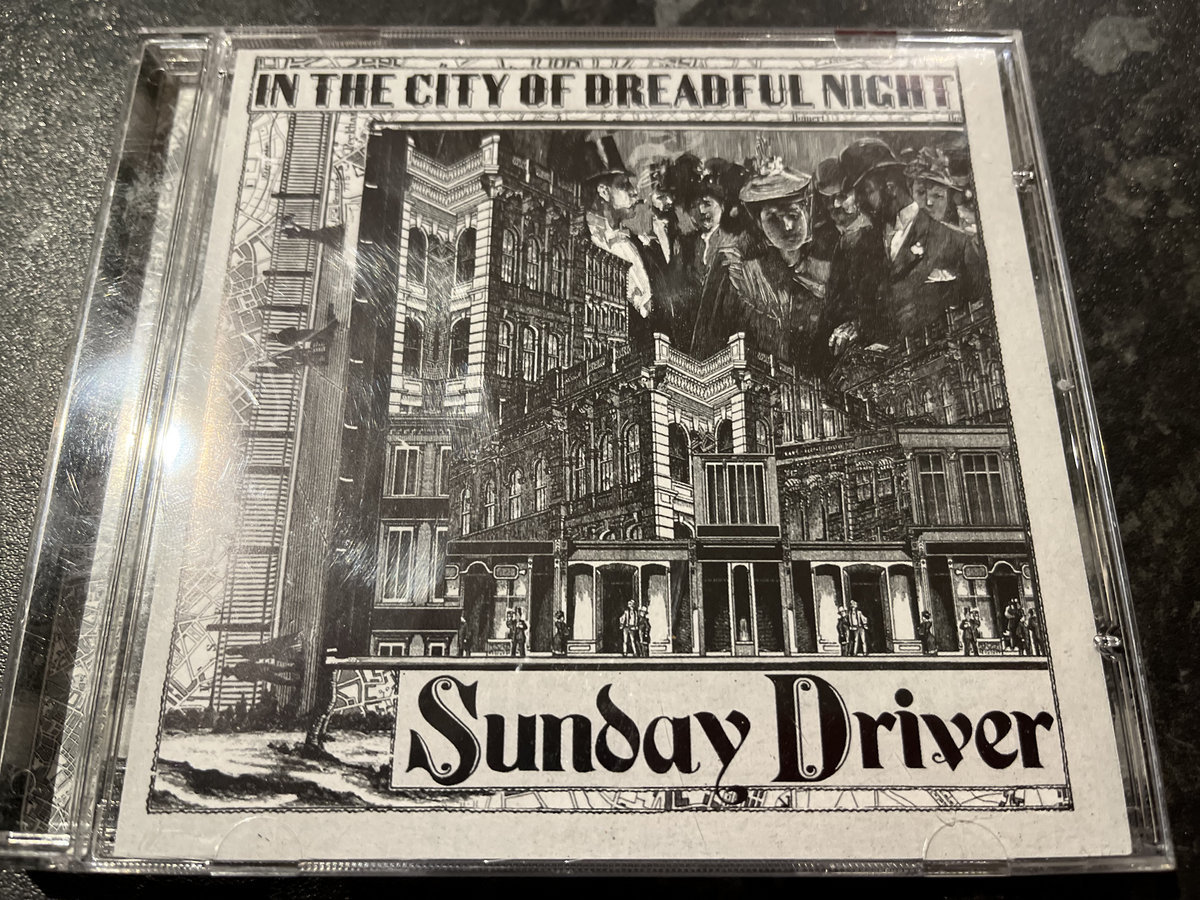 IN THE CITY OF DREADFUL NIGHT
Sunday Driver